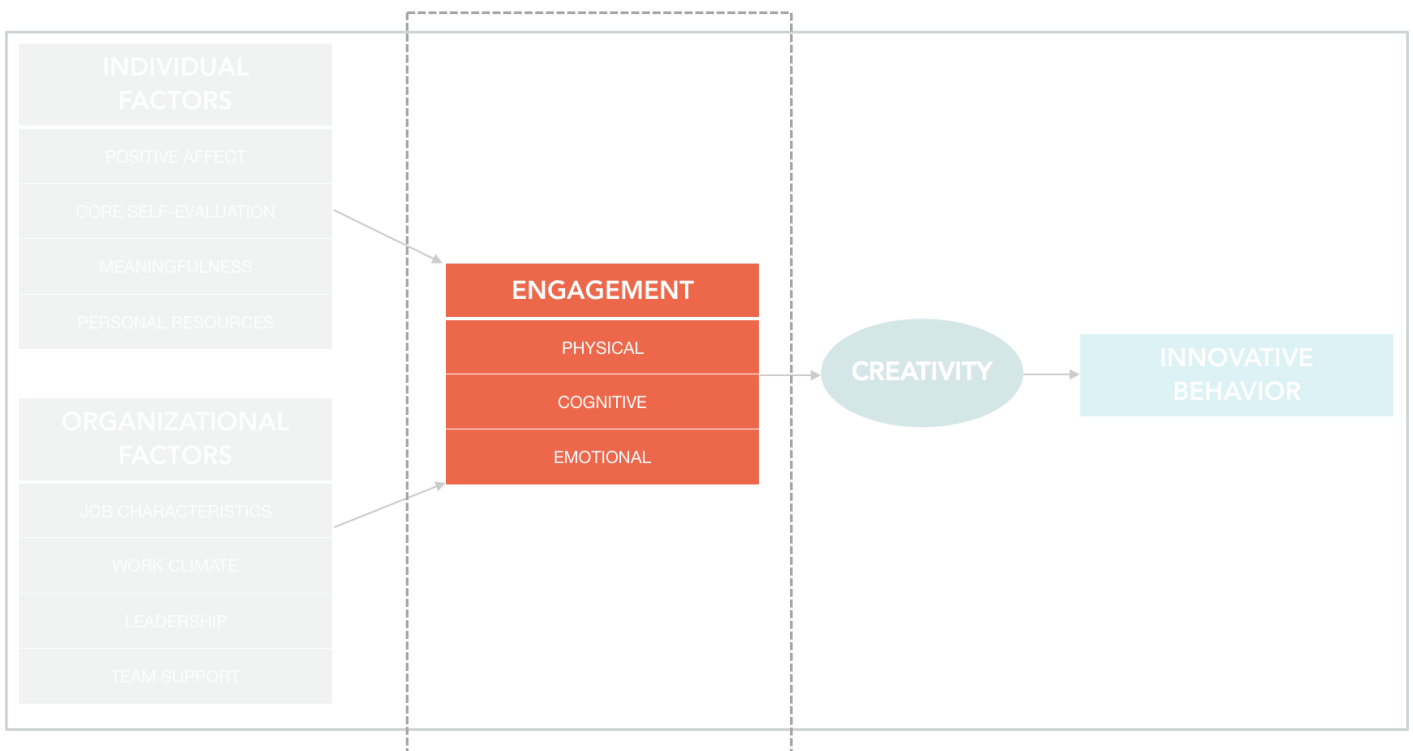 INDIVIDUAL
FACTORS
POSITIVE AFFECT
CORE SELF-EVALUATION
MEANINGFULNESS
PERSONAL RESOURCES
ORGANIZATIONAL
FACTORS
JOB CHARACTERISTICS
WORK CLIMATE
LEADERSHIP
TEAM SUPPORT
ENGAGEMENT
PHYSICAL
COGNITIVE
EMOTIONAL
CREATIVITY
INNOVATIVE
BEHAVIOR